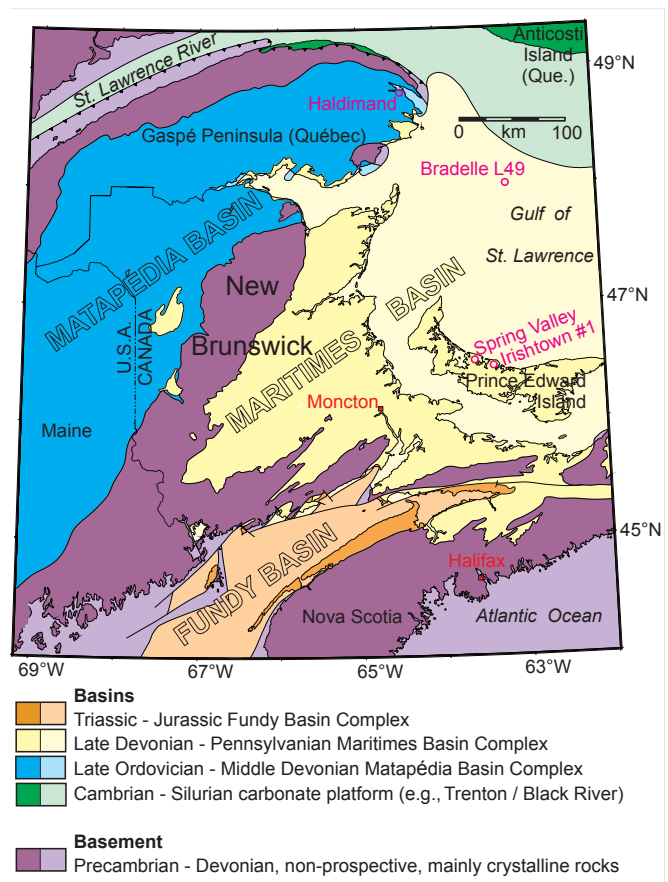 Anticosti
Island
(Que.)
49°N
St. Lawrence River
Haldimand
0 km 100
Gaspé Peninsula (Québec)
Bradelle L49
Gulf of
St. Lawrence
MATAPÉDIA BASIN
New
Brunswick
47°N
U.S.A.
CANADA
MARITIMES BASIN
Spring Valley
Irishtown #1
Prince Edward
Island
Moncton
Maine
45°N
FUNDY BASIN
Halifax
Nova Scotia
Atlantic Ocean
69°W 67°W 65°W 63°W
Basins
Triassic - Jurassic Fundy Basin Complex
Late Devonian - Pennsylvanian Maritimes Basin Complex
Late Ordovician - Middle Devonian Matapédia Basin Complex
Cambrian - Silurian carbonate platform (e.g., Trenton / Black River)
Basement
Precambrian - Devonian, non-prospective, mainly crystalline rocks